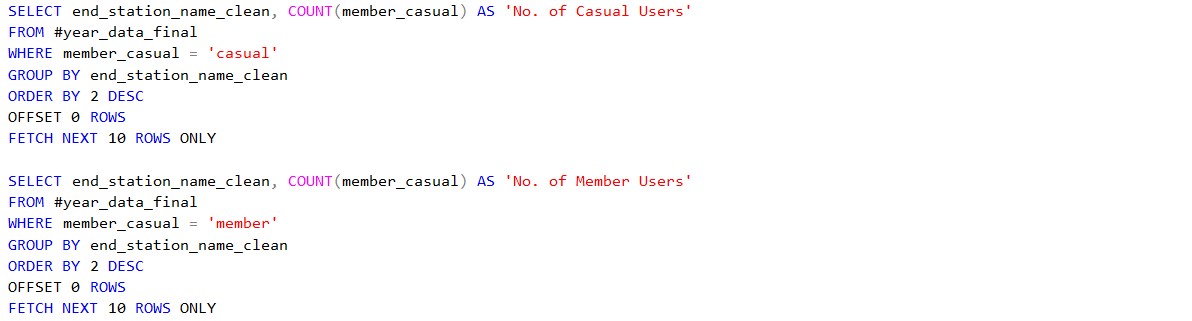 SELECT end_station_name_clean, COUNT(member_casual) AS 'No. of Casual Users'
FROM #year_data_final
WHERE member_casual = 'casual'
GROUP BY end_station_name_clean
ORDER BY 2 DESC
OFFSET 0 ROWS
FETCH NEXT 10 ROWS ONLY

SELECT end_station_name_clean, COUNT(member_casual) AS 'No. of Member Users'
FROM #year_data_final
WHERE member_casual = 'member'
GROUP BY end_station_name_clean
ORDER BY 2 DESC
OFFSET 0 ROWS
FETCH NEXT 10 ROWS ONLY